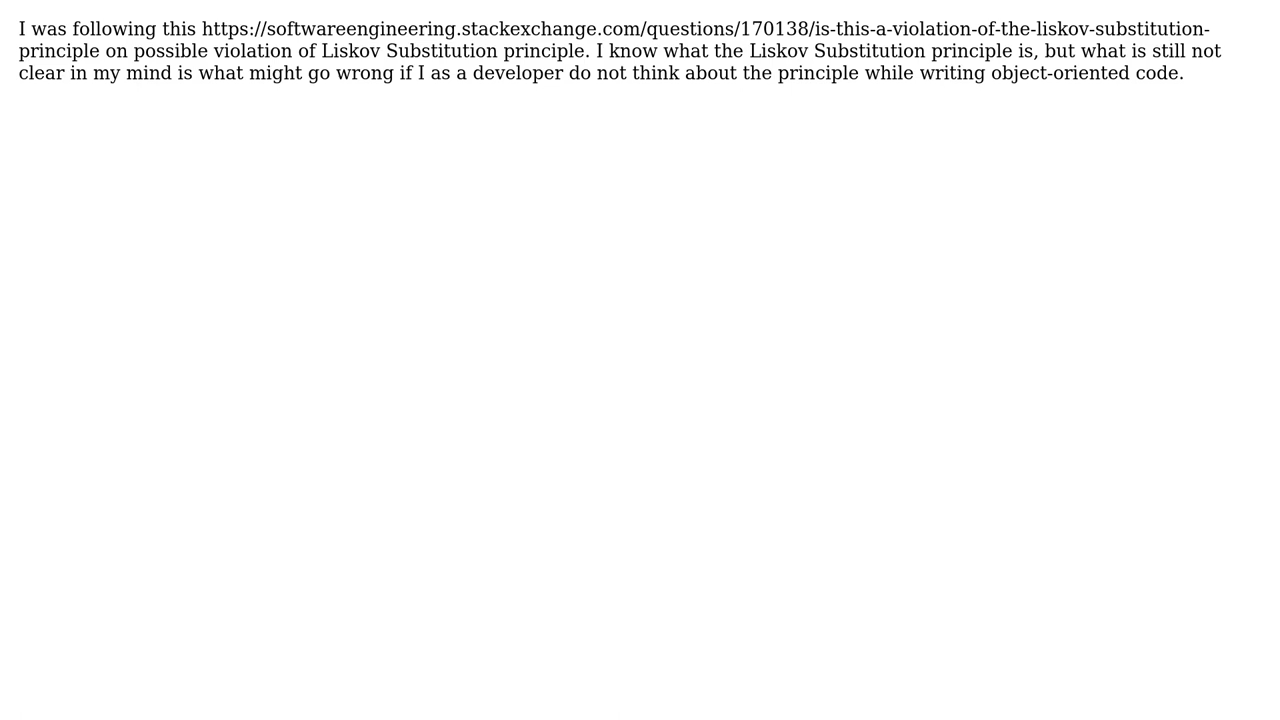 I was following this https://softwareengineering.stackexchange.com/questions/170138/is-this-a-violation-of-the-liskov-substitution-
principle on possible violation of Liskov Substitution principle. I know what the Liskov Substitution principle is, but what is still not
clear in my mind is what might go wrong if I as a developer do not think about the principle while writing object-oriented code.